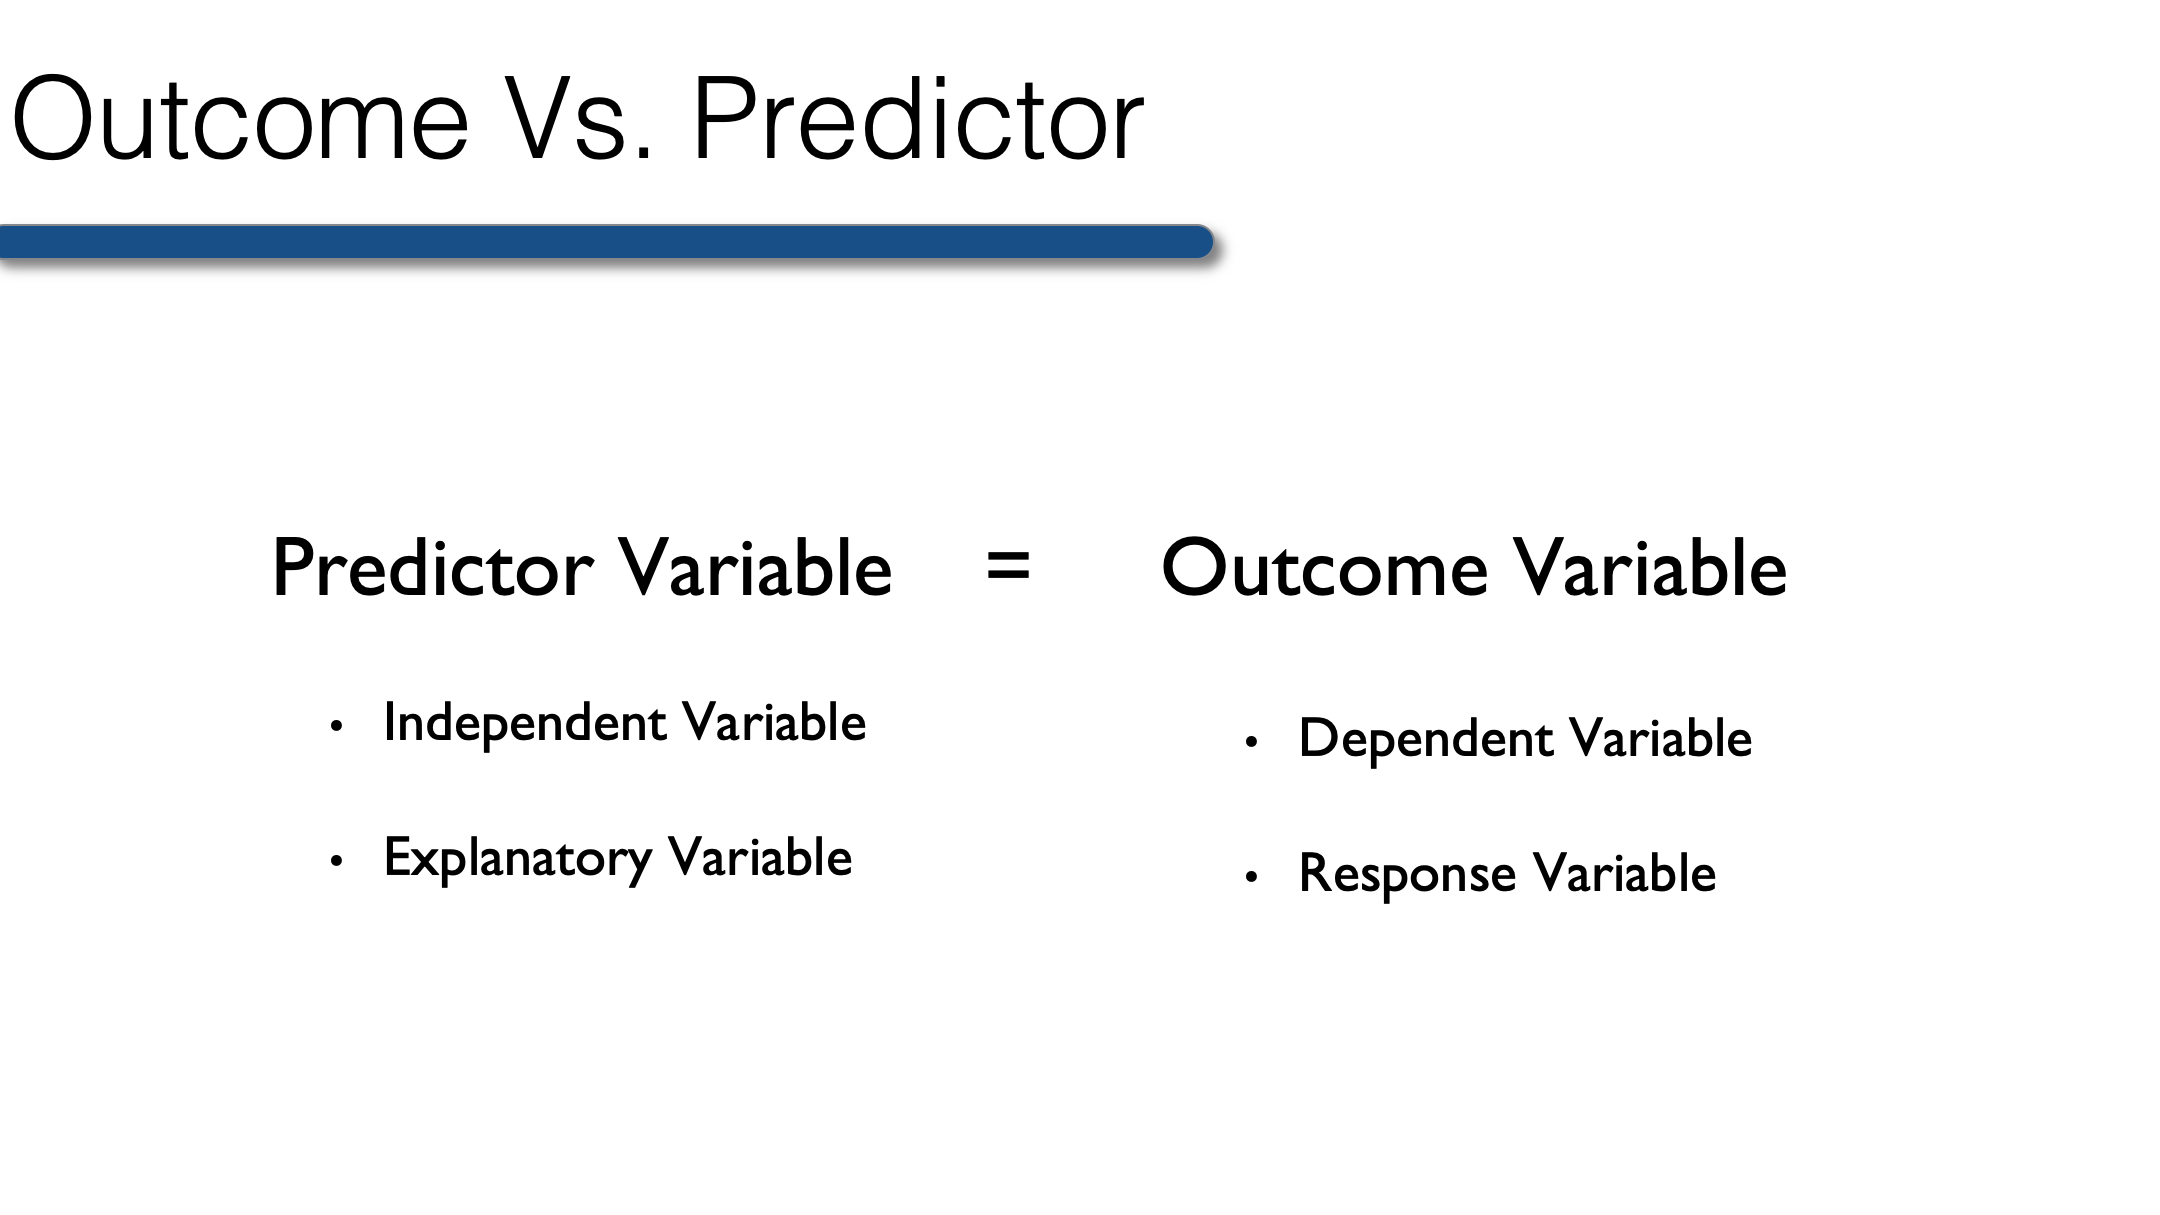 Outcome Vs. Predictor
Predictor Variable = Outcome Variable
• Independent Variable
• Explanatory Variable
• Dependent Variable
• Response Variable